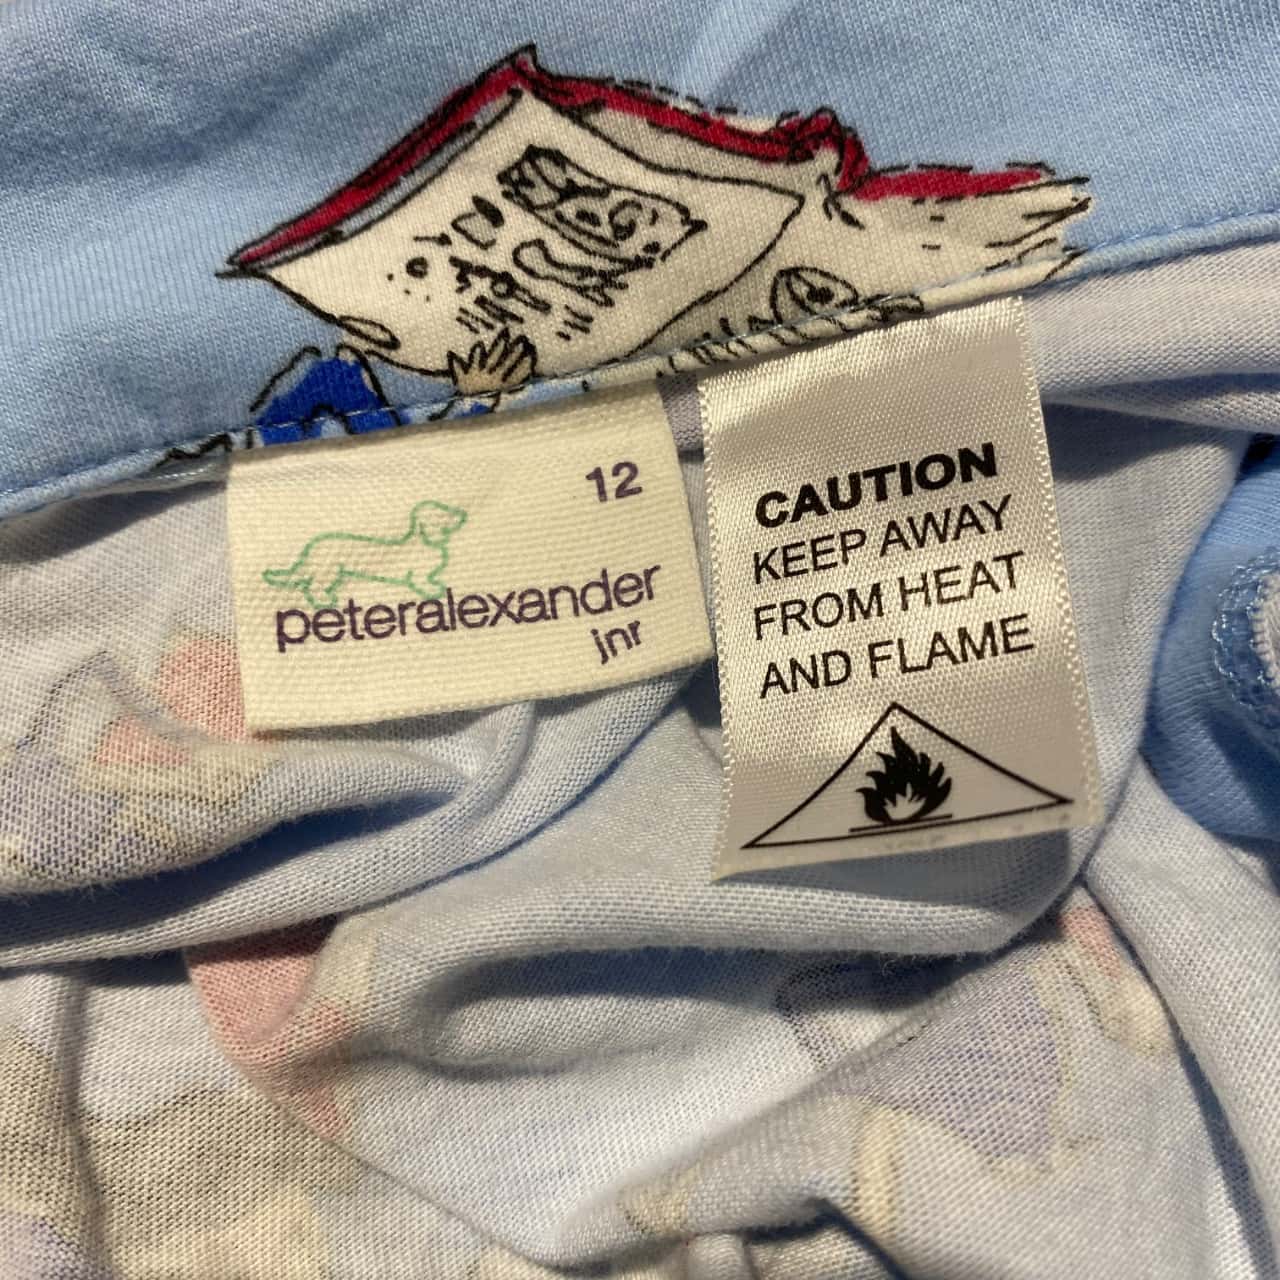 12
peteralexander
jnr
CAUTION
KEEP AWAY
FROM HEAT
AND FLAME